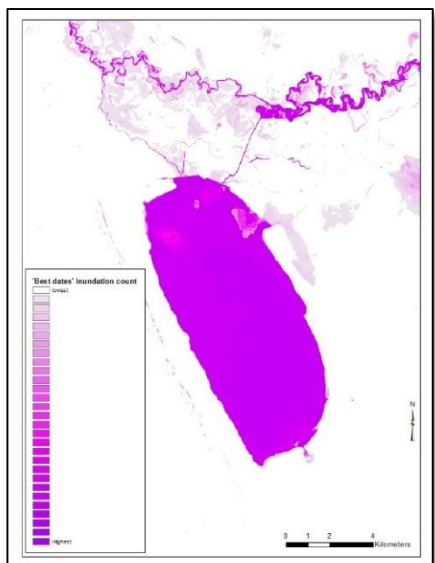 'Best dates' inundation count
lowest
Highest
N
0 1 2 4
Kilometers